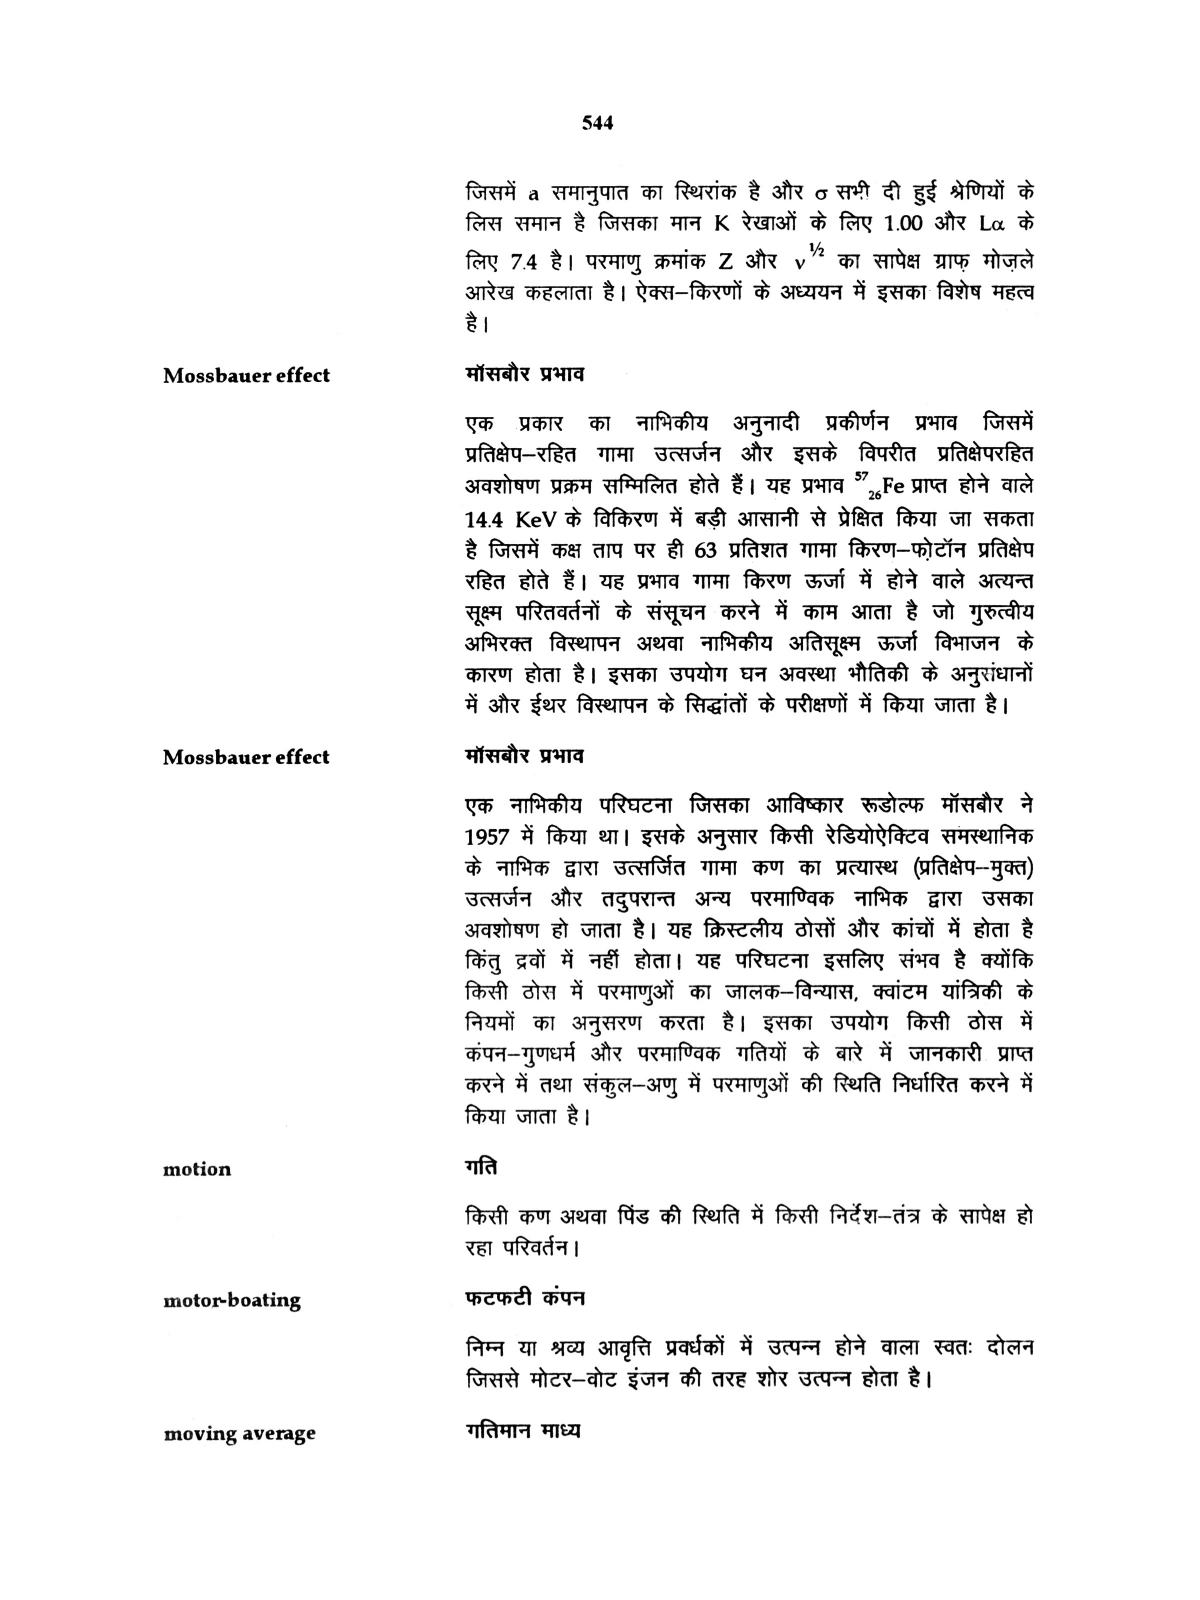 544
जिसमें a समानुपात का स्थिरांक है और σ सभी दी हुई श्रेणियों के
लिस समान है जिसका मान K रेखाओं के लिए 1.00 और Lα के
लिए 7.4 है। परमाणु क्रमांक Z और ν^½ का सापेक्ष ग्राफ़ मोज़ले
आरेख कहलाता है। ऐक्स–किरणों के अध्ययन में इसका विशेष महत्व
है।
Mossbauer effect मॉसबौर प्रभाव
एक प्रकार का नाभिकीय अनुनादी प्रकीर्णन प्रभाव जिसमें
प्रतिक्षेप–रहित गामा उत्सर्जन और इसके विपरीत प्रतिक्षेपरहित
अवशोषण प्रक्रम सम्मिलित होते हैं। यह प्रभाव ⁵⁷₂₆Fe प्राप्त होने वाले
14.4 KeV के विकिरण में बड़ी आसानी से प्रेक्षित किया जा सकता
है जिसमें कक्ष ताप पर ही 63 प्रतिशत गामा किरण–फो़टॉन प्रतिक्षेप
रहित होते हैं। यह प्रभाव गामा किरण ऊर्जा में होने वाले अत्यन्त
सूक्ष्म परितवर्तनों के संसूचन करने में काम आता है जो गुरुत्वीय
अभिरक्त विस्थापन अथवा नाभिकीय अतिसूक्ष्म ऊर्जा विभाजन के
कारण होता है। इसका उपयोग घन अवस्था भौतिकी के अनुसंधानों
में और ईथर विस्थापन के सिद्धांतों के परीक्षणों में किया जाता है।
Mossbauer effect मॉसबौर प्रभाव
एक नाभिकीय परिघटना जिसका आविष्कार रूडोल्फ मॉसबौर ने
1957 में किया था। इसके अनुसार किसी रेडियोऐक्टिव समस्थानिक
के नाभिक द्वारा उत्सर्जित गामा कण का प्रत्यास्थ (प्रतिक्षेप–मुक्त)
उत्सर्जन और तदुपरान्त अन्य परमाण्विक नाभिक द्वारा उसका
अवशोषण हो जाता है। यह क्रिस्टलीय ठोसों और कांचों में होता है
किंतु द्रवों में नहीं होता। यह परिघटना इसलिए संभव है क्योंकि
किसी ठोस में परमाणुओं का जालक–विन्यास, क्वांटम यांत्रिकी के
नियमों का अनुसरण करता है। इसका उपयोग किसी ठोस में
कंपन–गुणधर्म और परमाण्विक गतियों के बारे में जानकारी प्राप्त
करने में तथा संकुल–अणु में परमाणुओं की स्थिति निर्धारित करने में
किया जाता है।
motion गति
किसी कण अथवा पिंड की स्थिति में किसी निर्देश–तंत्र के सापेक्ष हो
रहा परिवर्तन।
motor-boating फटफटी कंपन
निम्न या श्रव्य आवृत्ति प्रवर्धकों में उत्पन्न होने वाला स्वतः दोलन
जिससे मोटर–वोट इंजन की तरह शोर उत्पन्न होता है।
moving average गतिमान माध्य